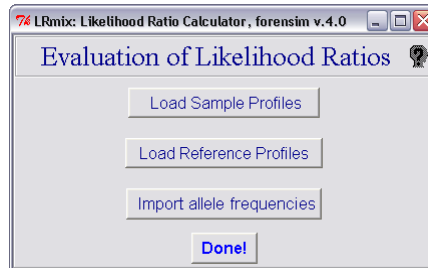 LRmix: Likelihood Ratio Calculator, forensim v.4.0
Evaluation of Likelihood Ratios
Load Sample Profiles
Load Reference Profiles
Import allele frequencies
Done!